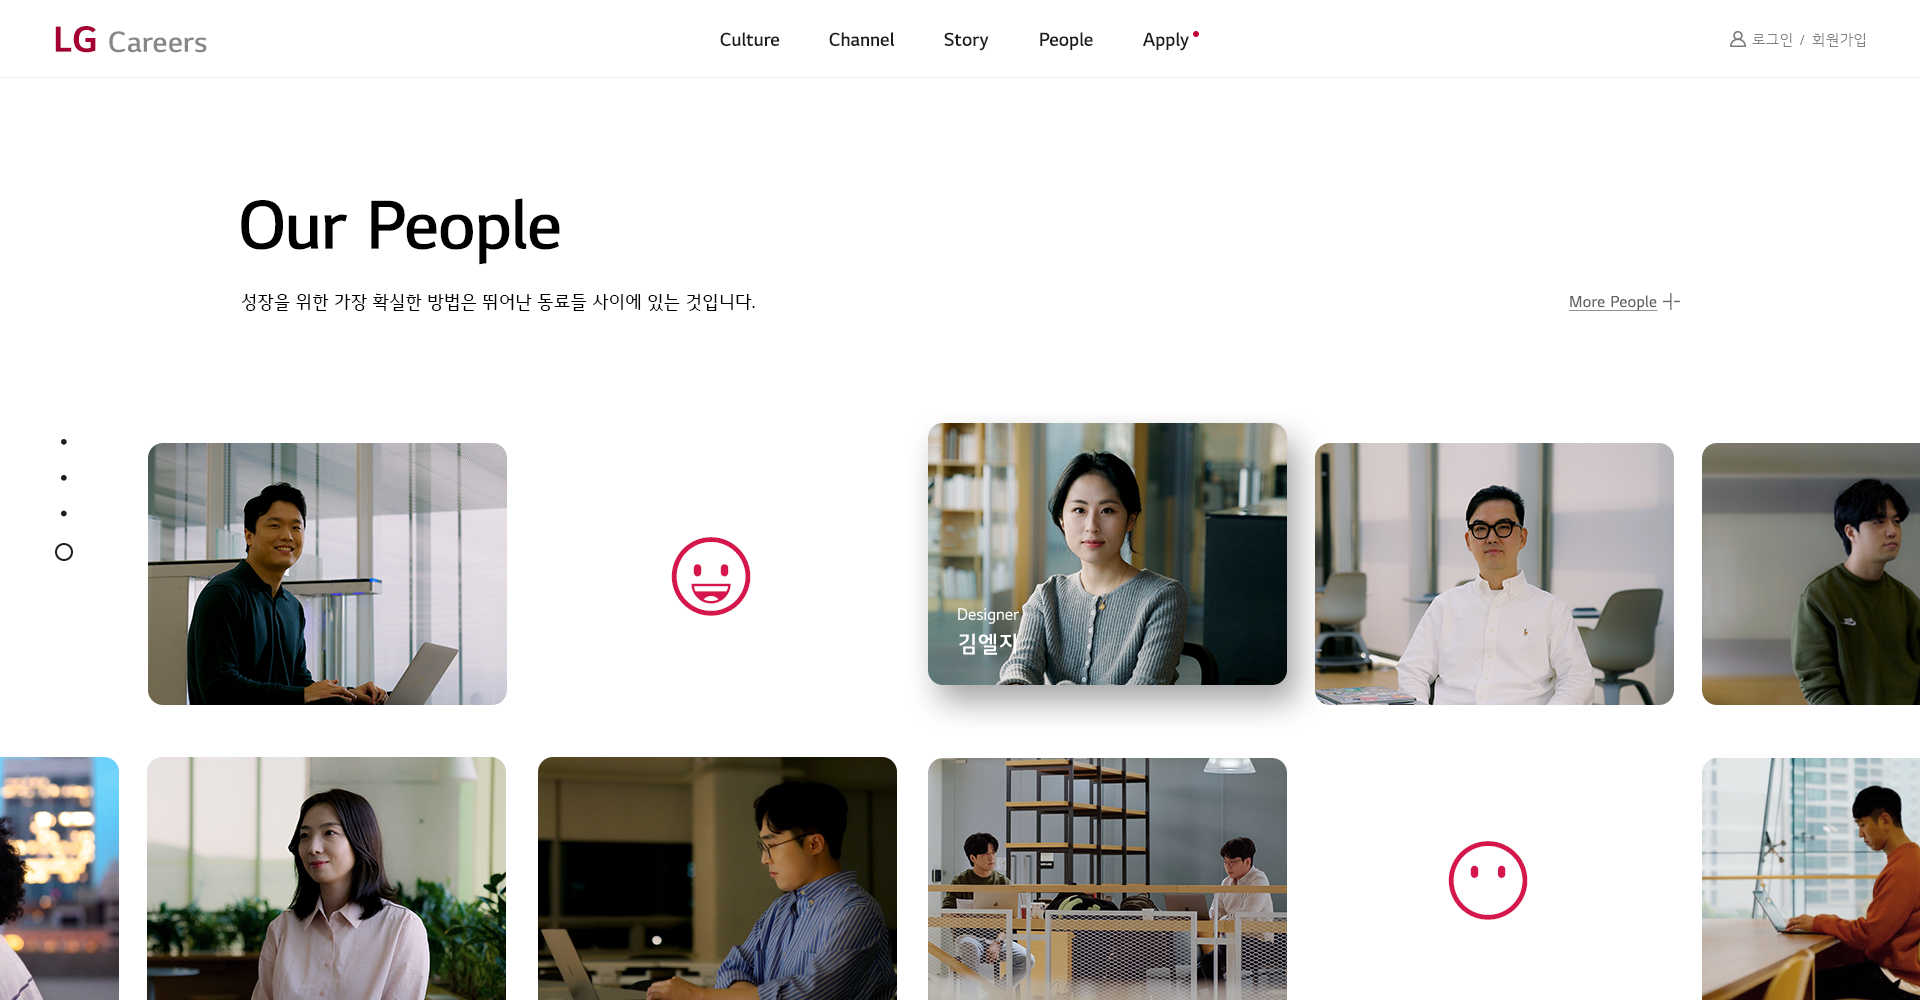 LG Careers
Culture
Channel
Story
People
Apply
로그인 / 회원가입
Our People
성장을 위한 가장 확실한 방법은 뛰어난 동료들 사이에 있는 것입니다.
More People
Designer
김엘지